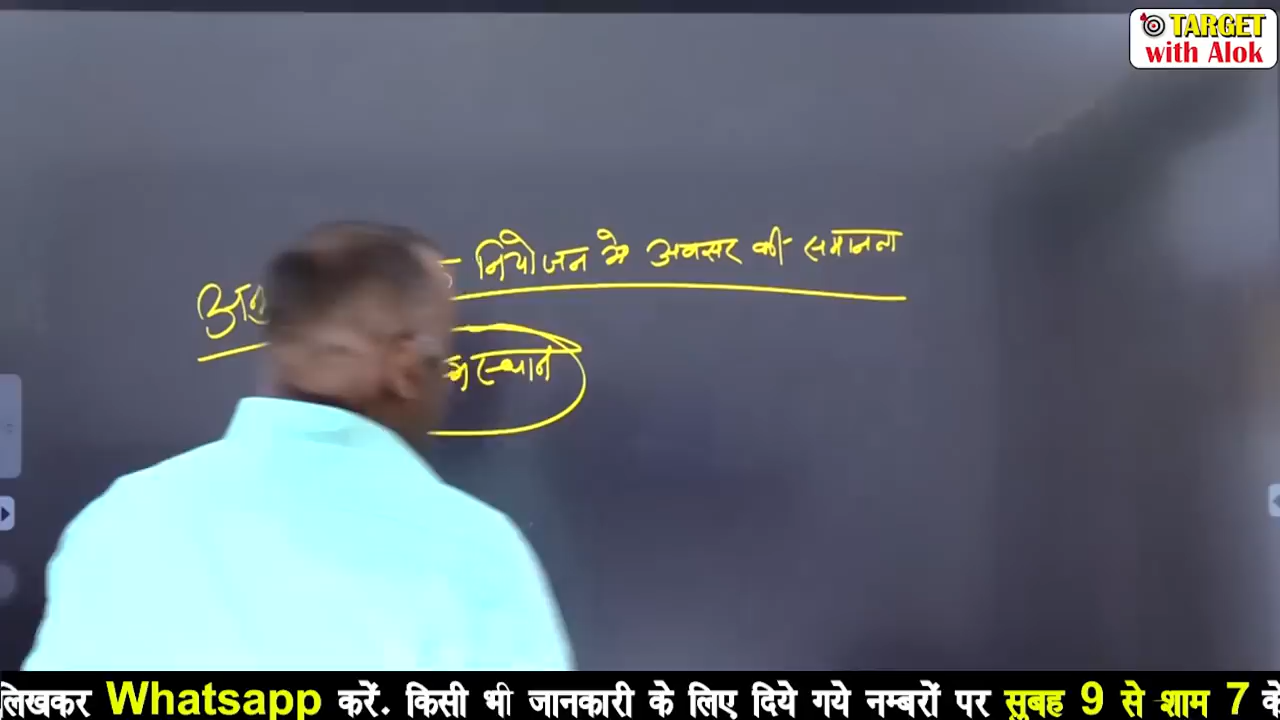 TARGET
with Alok
- नियोजन मे अवसर की समानता
स्थान
लिखकर Whatsapp करें. किसी भी जानकारी के लिए दिये गये नम्बरों पर सुबह 9 से शाम 7 के